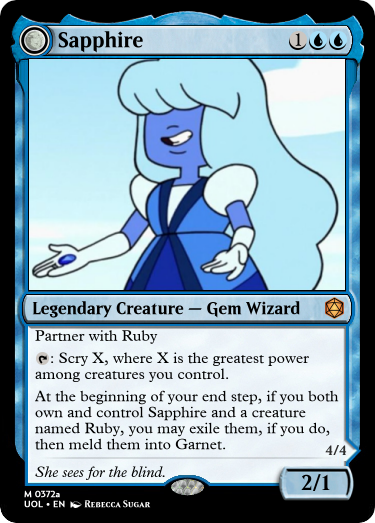 Sapphire 1
Legendary Creature — Gem Wizard
Partner with Ruby
: Scry X, where X is the greatest power
among creatures you control.
At the beginning of your end step, if you both
own and control Sapphire and a creature
named Ruby, you may exile them, if you do,
then meld them into Garnet.
4/4
She sees for the blind.
2/1
M 0372a
UOL • EN Rebecca Sugar